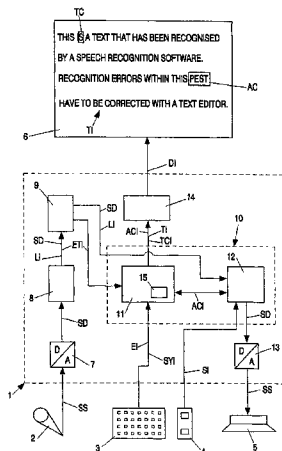 TC
THIS IS A TEXT THAT HAS BEEN RECOGNISED
BY A SPEECH RECOGNITION SOFTWARE.
RECOGNITION ERRORS WITHIN THIS PEST
AC
HAVE TO BE CORRECTED WITH A TEXT EDITOR.
6
TI
DI
9
SD
LI
ACI
TI
TCI
14
10
SD
ETI
LI
15
12
11
ACI
8
SD
SD
EI
D
A
7
SYI
SI
D
A
13
1
SS
SS
2
3
4
5